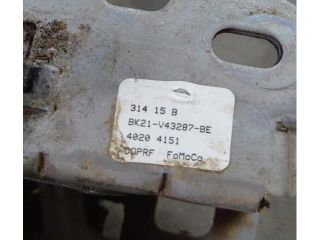 314 15 B
BK21-V43287-BE
4020 4151
DOPRF FoMoCo